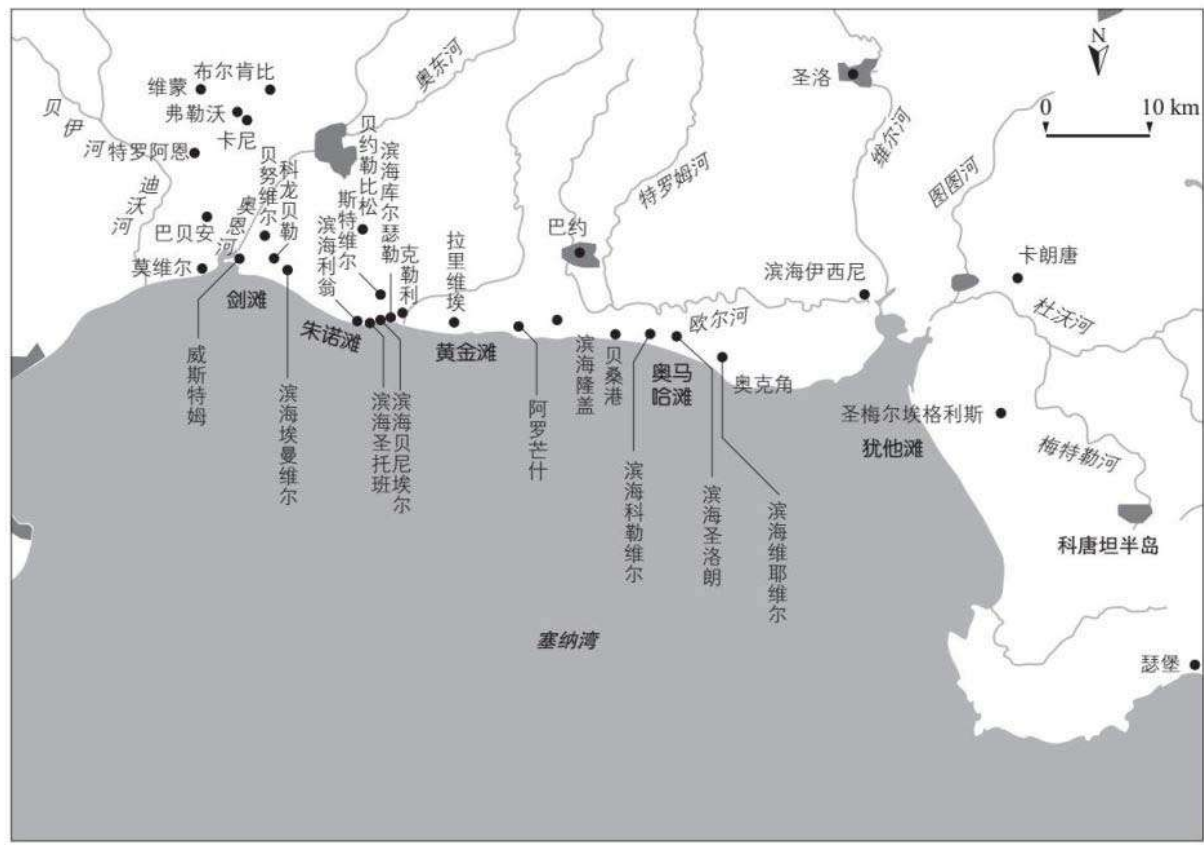 N
0
10 km
布尔肯比
维蒙
弗勒沃
卡尼
特罗阿恩
贝伊河
迪沃河
巴贝安
莫维尔
奥恩河
贝努维尔
科龙贝勒
奥东河
贝约勒比松
滨海库尔瑟勒
斯特维尔
滨海利翁
克勒利
拉里维埃
巴约
特罗姆河
圣洛
维尔河
图图河
滨海伊西尼
卡朗唐
杜沃河
欧尔河
剑滩
朱诺滩
黄金滩
奥马
哈滩
犹他滩
威斯特姆
滨海埃曼维尔
滨海圣托班
滨海贝尼埃尔
阿罗芒什
滨海隆盖
贝桑港
滨海科勒维尔
滨海圣洛朗
滨海维耶维尔
奥克角
圣梅尔埃格利斯
梅特勒河
科唐坦半岛
塞纳湾
瑟堡